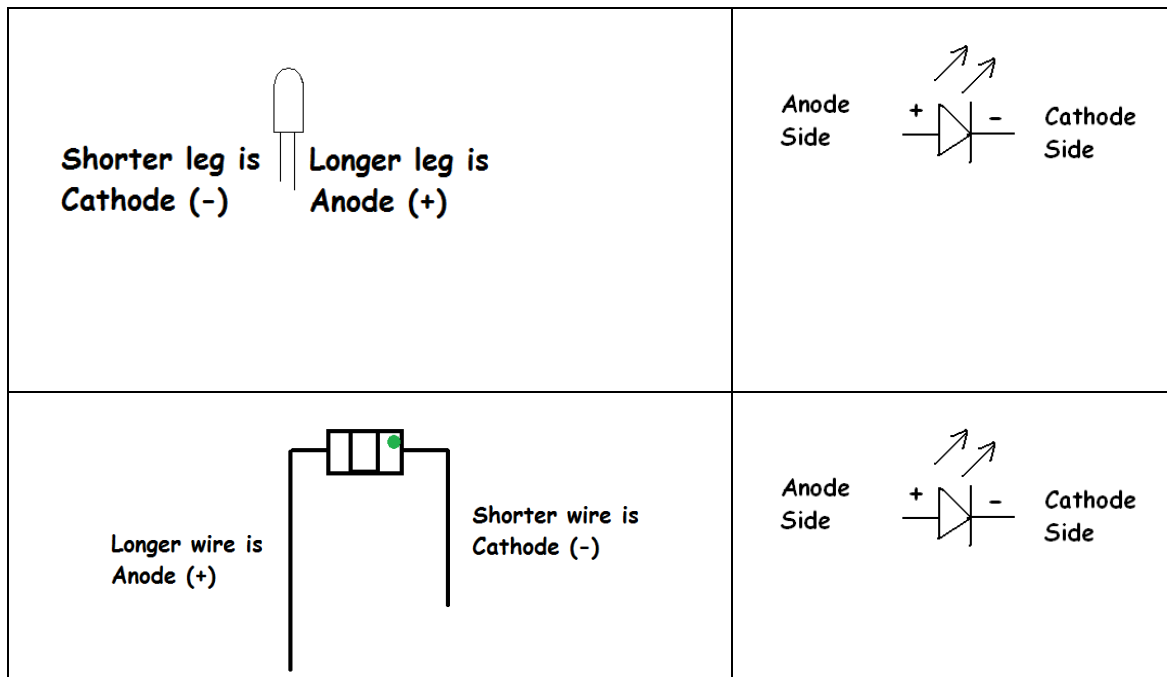 Shorter leg is
Cathode (-)
Longer leg is
Anode (+)
Anode
Side
+
-
Cathode
Side
Longer wire is
Anode (+)
Shorter wire is
Cathode (-)
Anode
Side
+
-
Cathode
Side